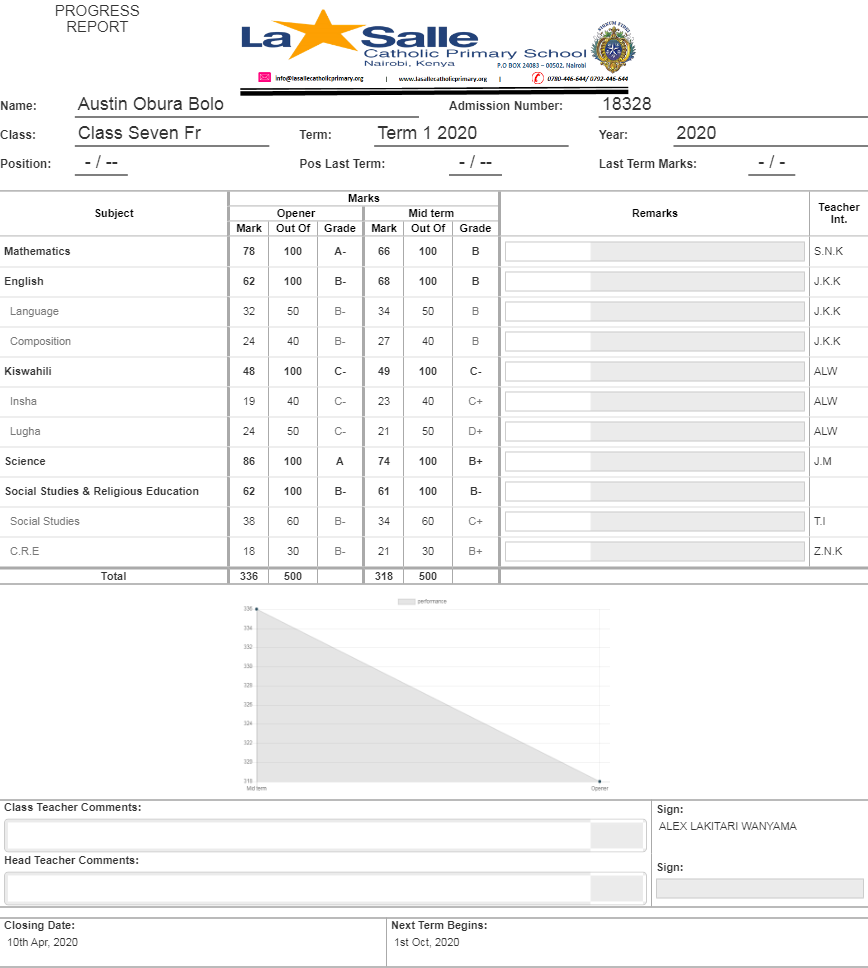 PROGRESS
REPORT
La Salle
Catholic Primary School
Nairobi, Kenya
P.O BOX 24083 – 00502, Nairobi
info@lasallecatholicprimary.org | www.lasallecatholicprimary.org | 0780-446-644/ 0792-446-644
Name: Austin Obura Bolo Admission Number: 18328
Class: Class Seven Fr Term: Term 1 2020 Year: 2020
Position: - / -- Pos Last Term: - / -- Last Term Marks: - / -
Subject Marks Remarks Teacher Int.
Opener Mid term
Mark Out Of Grade Mark Out Of Grade
Mathematics 78 100 A- 66 100 B S.N.K
English 62 100 B- 68 100 B J.K.K
Language 32 50 B- 34 50 B J.K.K
Composition 24 40 B- 27 40 B J.K.K
Kiswahili 48 100 C- 49 100 C- ALW
Insha 19 40 C- 23 40 C+ ALW
Lugha 24 50 C- 21 50 D+ ALW
Science 86 100 A 74 100 B+ J.M
Social Studies & Religious Education 62 100 B- 61 100 B-
Social Studies 38 60 B- 34 60 C+ T.I
C.R.E 18 30 B- 21 30 B+ Z.N.K
Total 336 500 318 500
performance
336
334
332
330
328
326
324
322
320
318
Mid term Opener
Class Teacher Comments: Sign:
ALEX LAKITARI WANYAMA
Head Teacher Comments: Sign:
Closing Date: Next Term Begins:
10th Apr, 2020 1st Oct, 2020